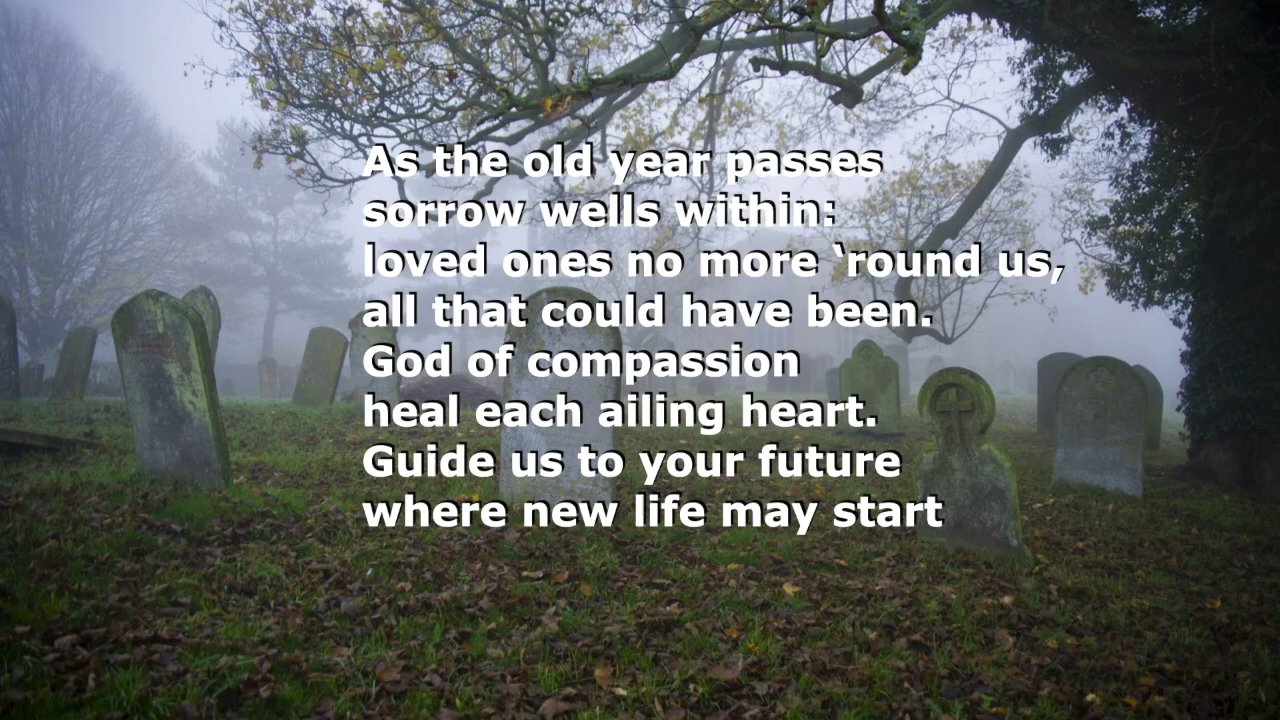 As the old year passes
sorrow wells within:
loved ones no more ‘round us,
all that could have been.
God of compassion
heal each ailing heart.
Guide us to your future
where new life may start